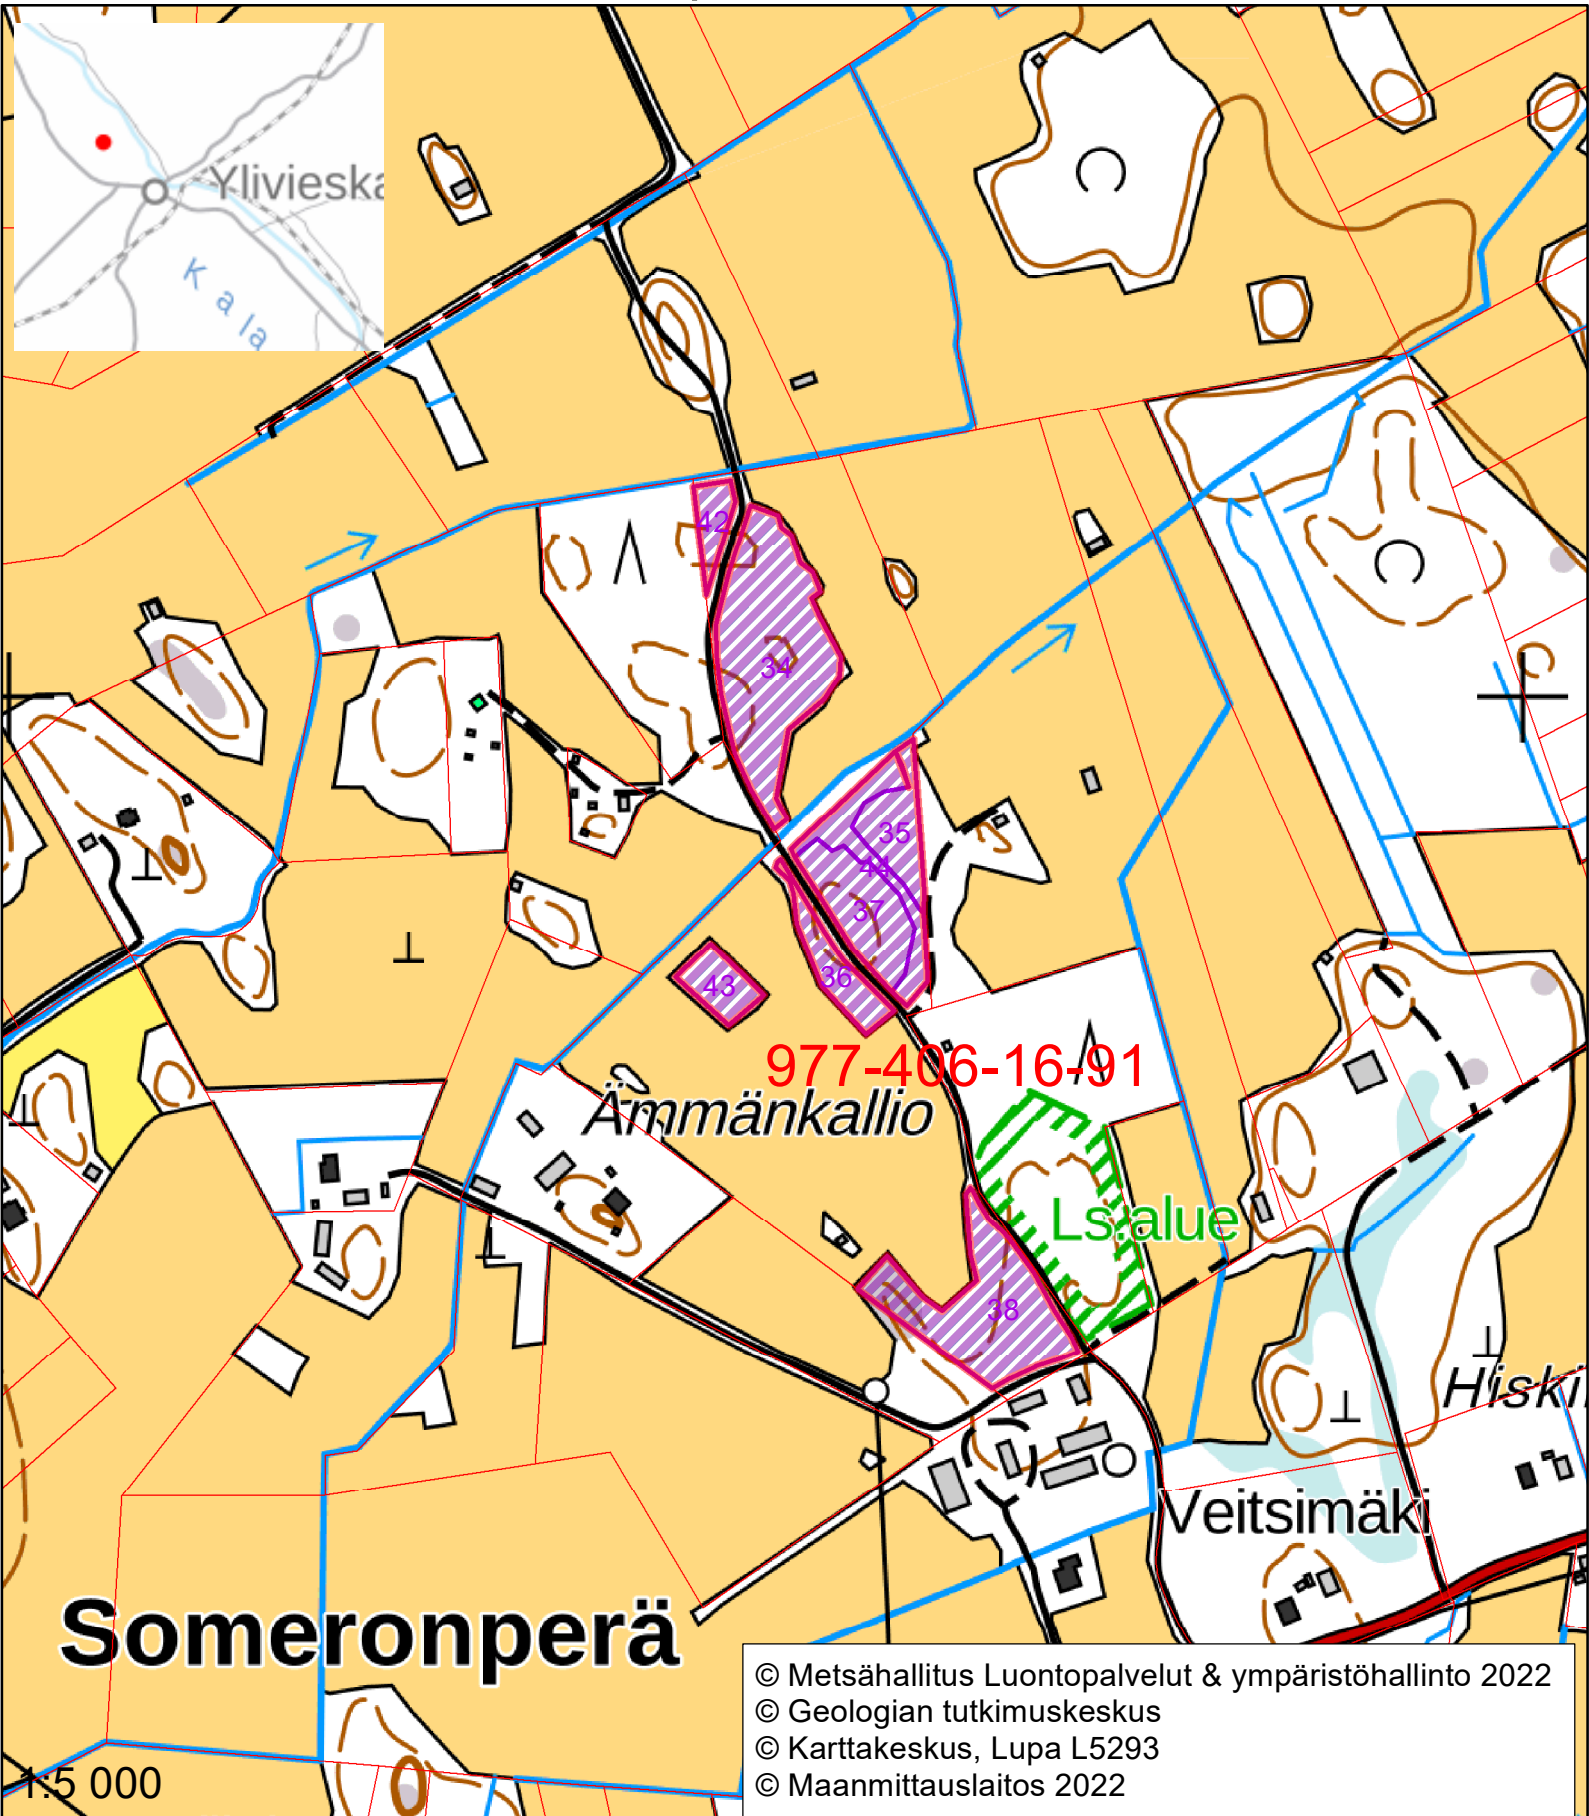 Ylivieska
Kala
42
34
35
44
37
36
43
977-406-16-91
Ämmänkallio
Ls.alue
38
Veitsimäki
Someronperä
1:5 000
© Metsähallitus Luontopalvelut & ympäristöhallinto 2022
© Geologian tutkimuskeskus
© Karttakeskus, Lupa L5293
© Maanmittauslaitos 2022